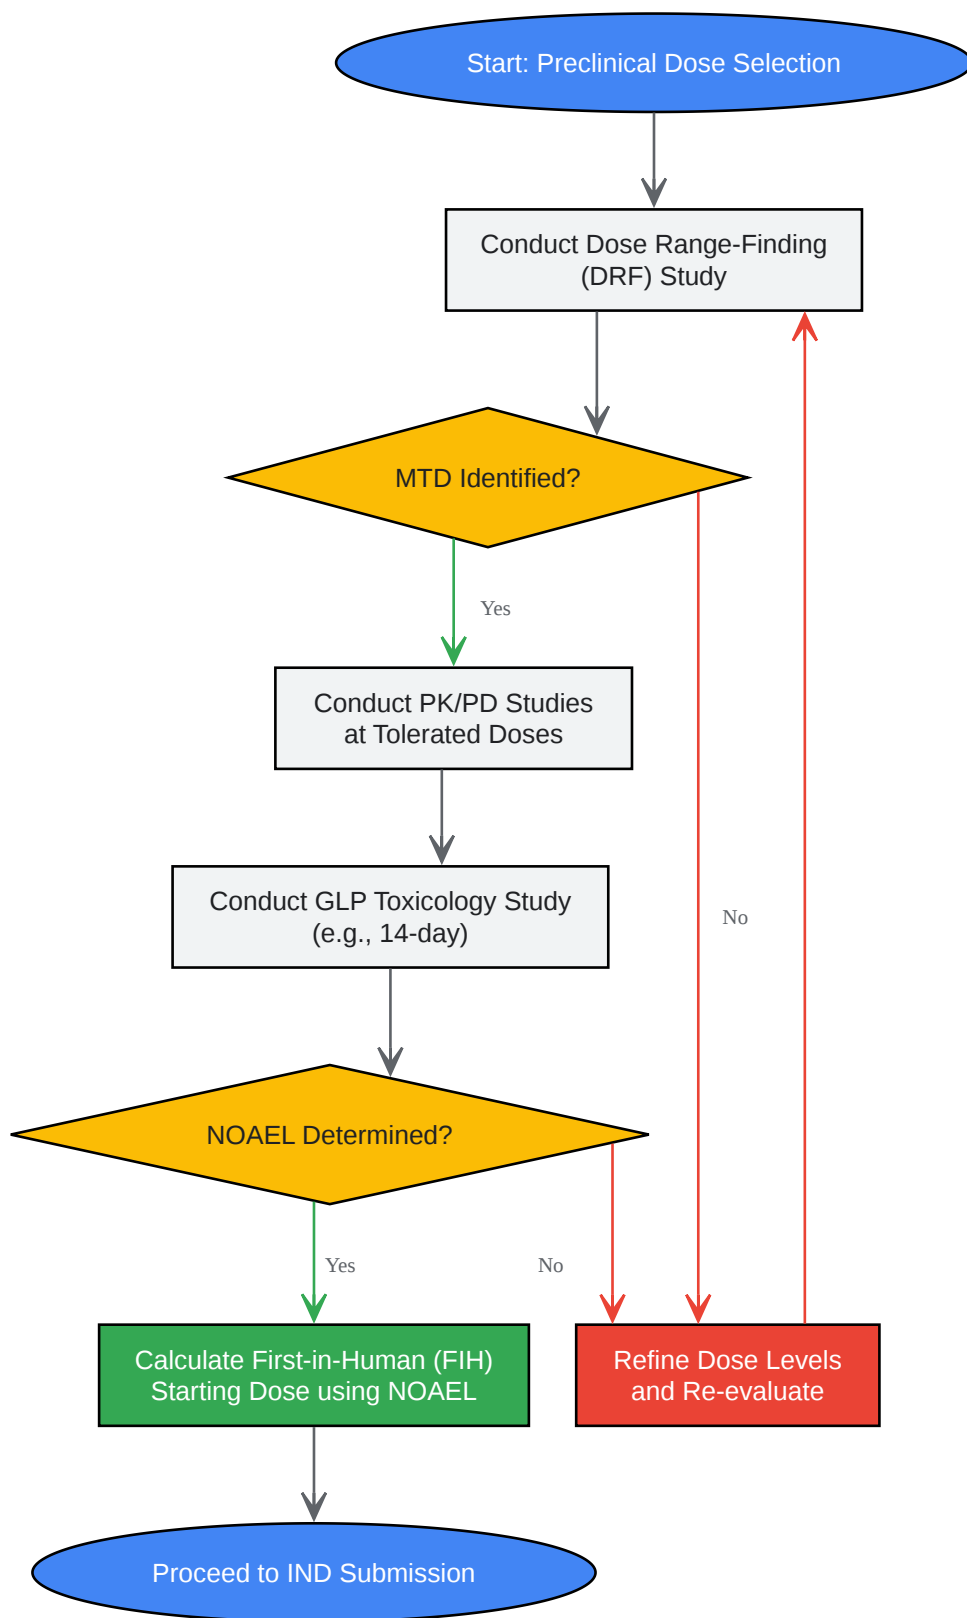 Start: Preclinical Dose Selection
Conduct Dose Range-Finding
(DRF) Study
MTD Identified?
Yes
Conduct PK/PD Studies
at Tolerated Doses
Conduct GLP Toxicology Study
(e.g., 14-day)
No
NOAEL Determined?
Yes
No
Calculate First-in-Human (FIH)
Starting Dose using NOAEL
Refine Dose Levels
and Re-evaluate
Proceed to IND Submission